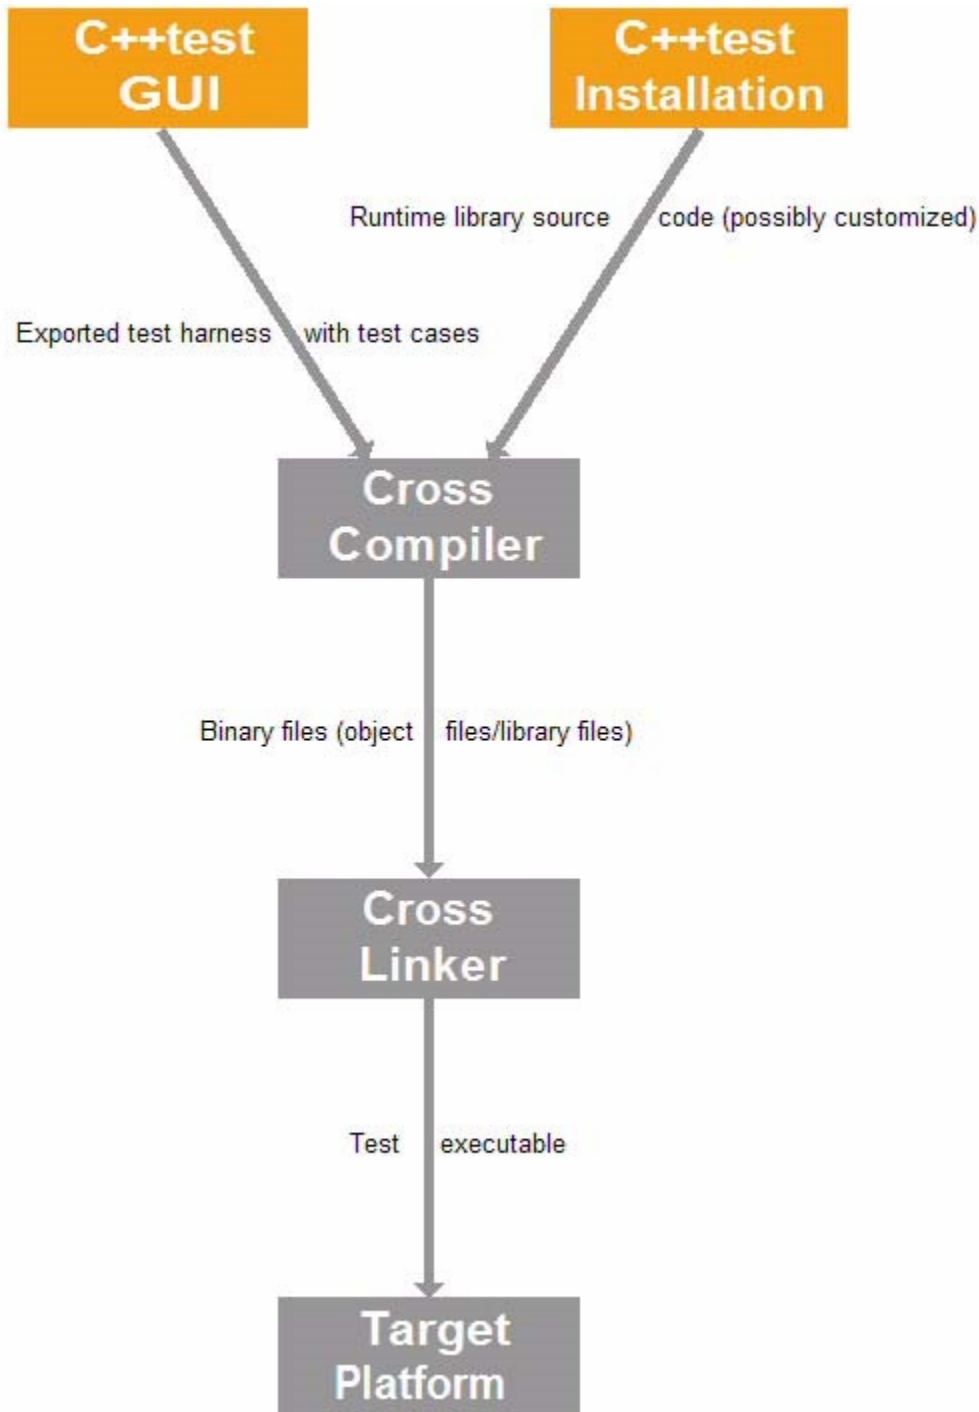 C++test
GUI
C++test
Installation
Runtime library source code (possibly customized)
Exported test harness with test cases
Cross
Compiler
Binary files (object files/library files)
Cross
Linker
Test executable
Target
Platform